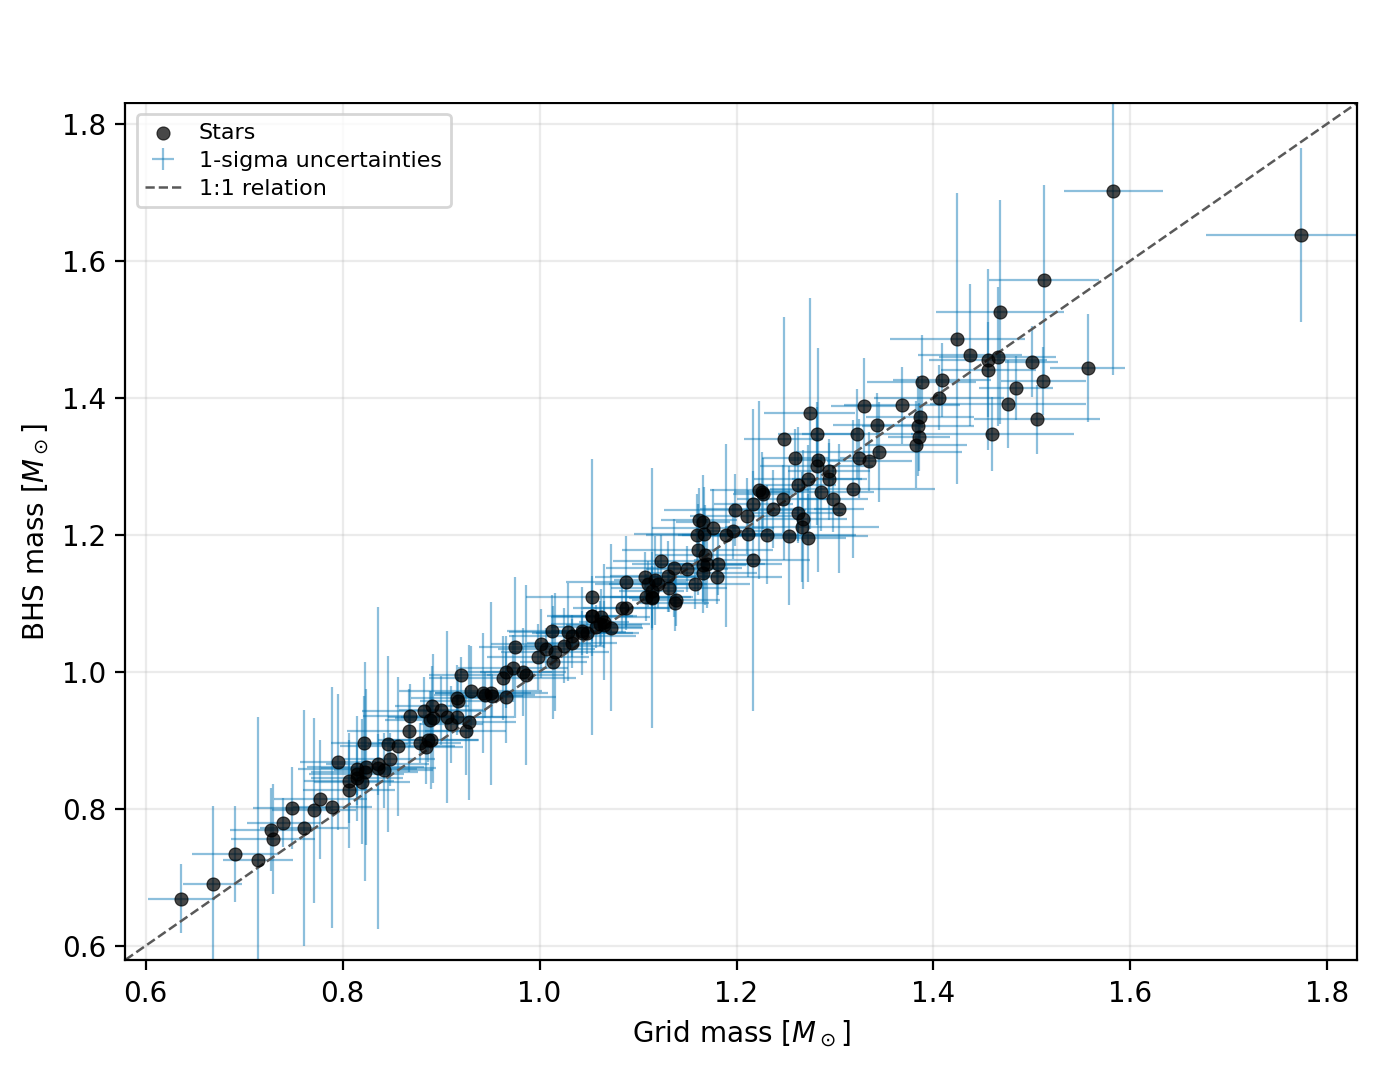 Stars
1-sigma uncertainties
1:1 relation
1.8
1.6
1.4
1.2
1.0
0.8
0.6
BHS mass [M⊙]
0.6 0.8 1.0 1.2 1.4 1.6 1.8
Grid mass [M⊙]